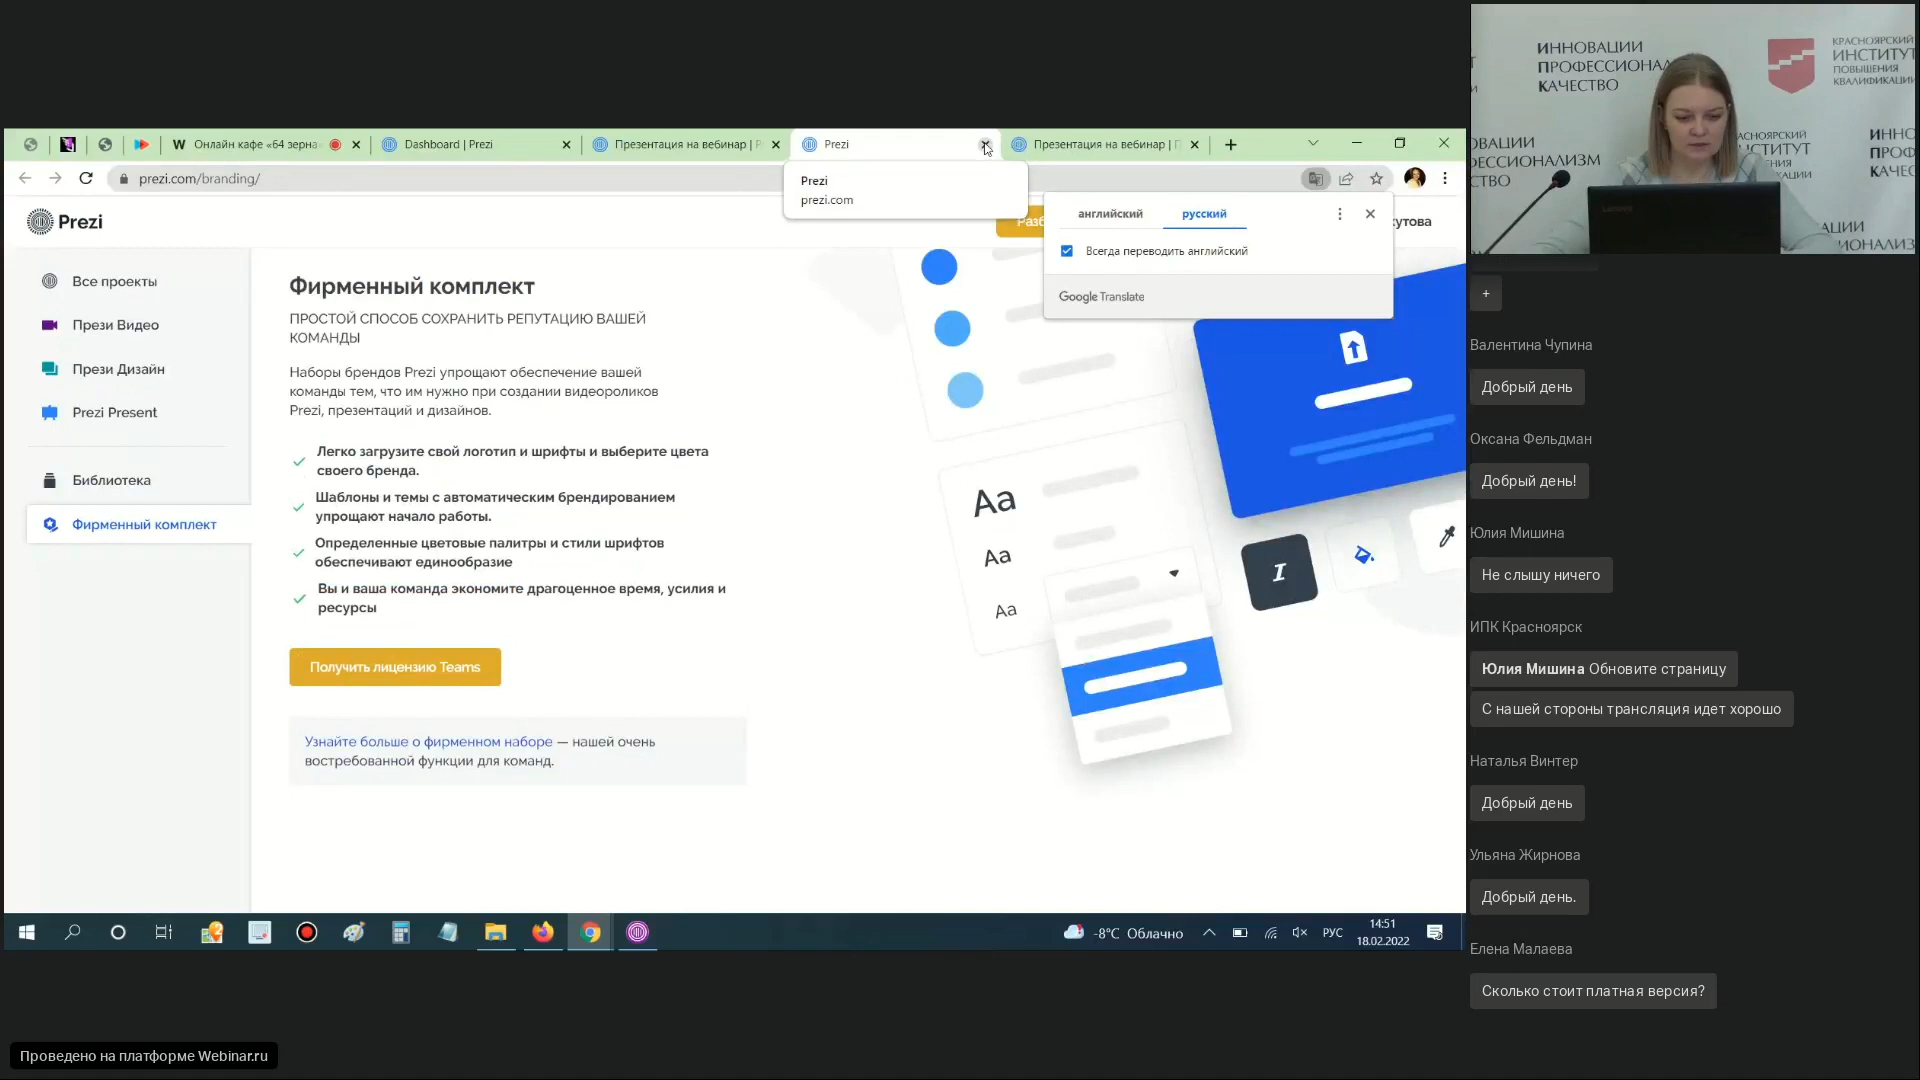 Онлайн кафе «64 зерна
Dashboard | Prezi
Презентация на вебинар | P
Prezi
Презентация на вебинар | П
prezi.com/branding/
Prezi
prezi.com
Prezi
Разб
кутова
английский
русский
Всегда переводить английский
Google Translate
Все проекты
Прези Видео
Прези Дизайн
Prezi Present
Библиотека
Фирменный комплект
Фирменный комплект
ПРОСТОЙ СПОСОБ СОХРАНИТЬ РЕПУТАЦИЮ ВАШЕЙ
КОМАНДЫ
Наборы брендов Prezi упрощают обеспечение вашей
команды тем, что им нужно при создании видеороликов
Prezi, презентаций и дизайнов.
Легко загрузите свой логотип и шрифты и выберите цвета
своего бренда.
Шаблоны и темы с автоматическим брендированием
упрощают начало работы.
Определенные цветовые палитры и стили шрифтов
обеспечивают единообразие
Вы и ваша команда экономите драгоценное время, усилия и
ресурсы
Получить лицензию Teams
Узнайте больше о фирменном наборе — нашей очень
востребованной функции для команд.
Aa
Aa
Aa
I
-8°C Облачно
РУС
14:51
18.02.2022
ИННОВАЦИИ
ПРОФЕССИОНАЛ
КАЧЕСТВО
КРАСНОЯРСКИЙ
ИНСТИТУТ
ПОВЫШЕНИЯ
КВАЛИФИКАЦИИ
+
Валентина Чупина
Добрый день
Оксана Фельдман
Добрый день!
Юлия Мишина
Не слышу ничего
ИПК Красноярск
Юлия Мишина Обновите страницу
С нашей стороны трансляция идет хорошо
Наталья Винтер
Добрый день
Ульяна Жирнова
Добрый день.
Елена Малаева
Сколько стоит платная версия?
Проведено на платформе Webinar.ru